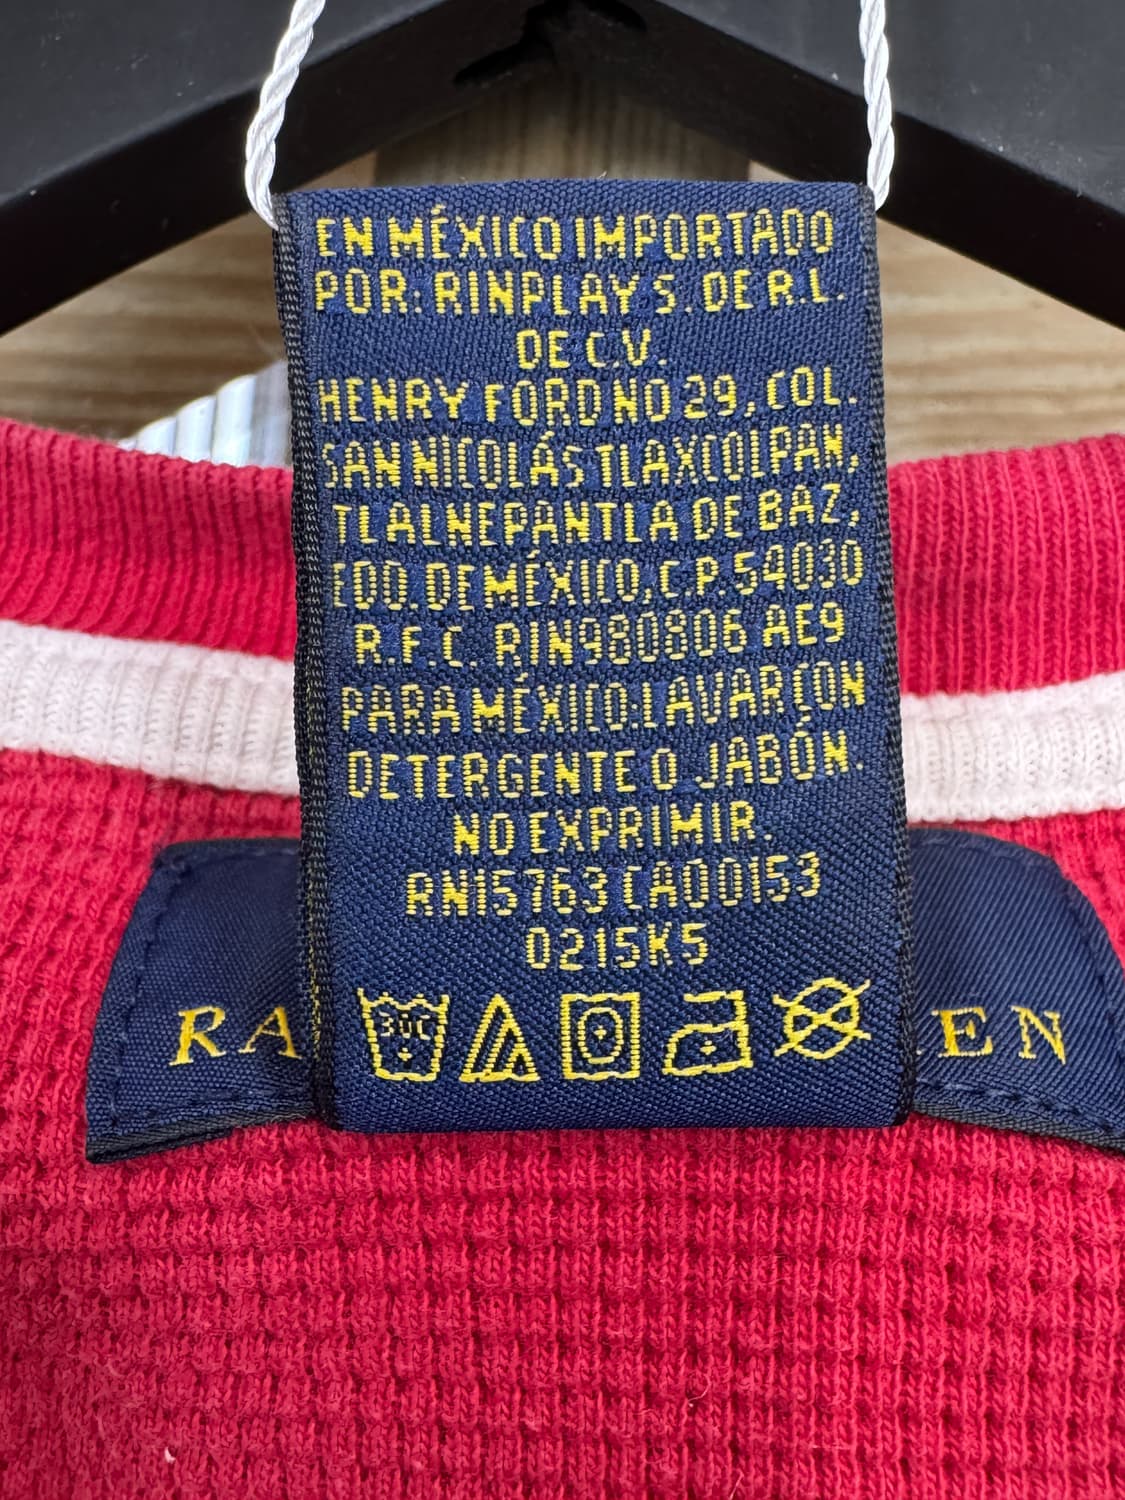 EN MÉXICO IMPORTADO
POR: RINPLAY S. DE R.L.
DE C.V.
HENRY FORD NO 29, COL.
SAN NICOLÁS TLAXCOLPAN,
TLALNEPANTLA DE BAZ,
EDO. DE MÉXICO, C.P. 54030
R.F.C. RIN980806 AE9
PARA MÉXICO: LAVAR CON
DETERGENTE O JABÓN.
NO EXPRIMIR.
RN15763 CA00153
0215K5
30C
RA
EN